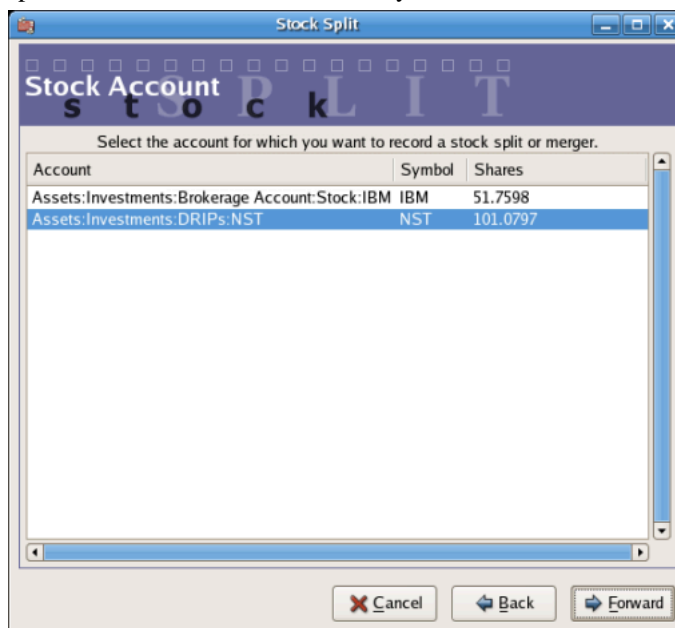 Stock Split
Stock Account
SPLIT
stock
Select the account for which you want to record a stock split or merger.
Account Symbol Shares
Assets:Investments:Brokerage Account:Stock:IBM IBM 51.7598
Assets:Investments:DRIPs:NST NST 101.0797
Cancel Back Forward